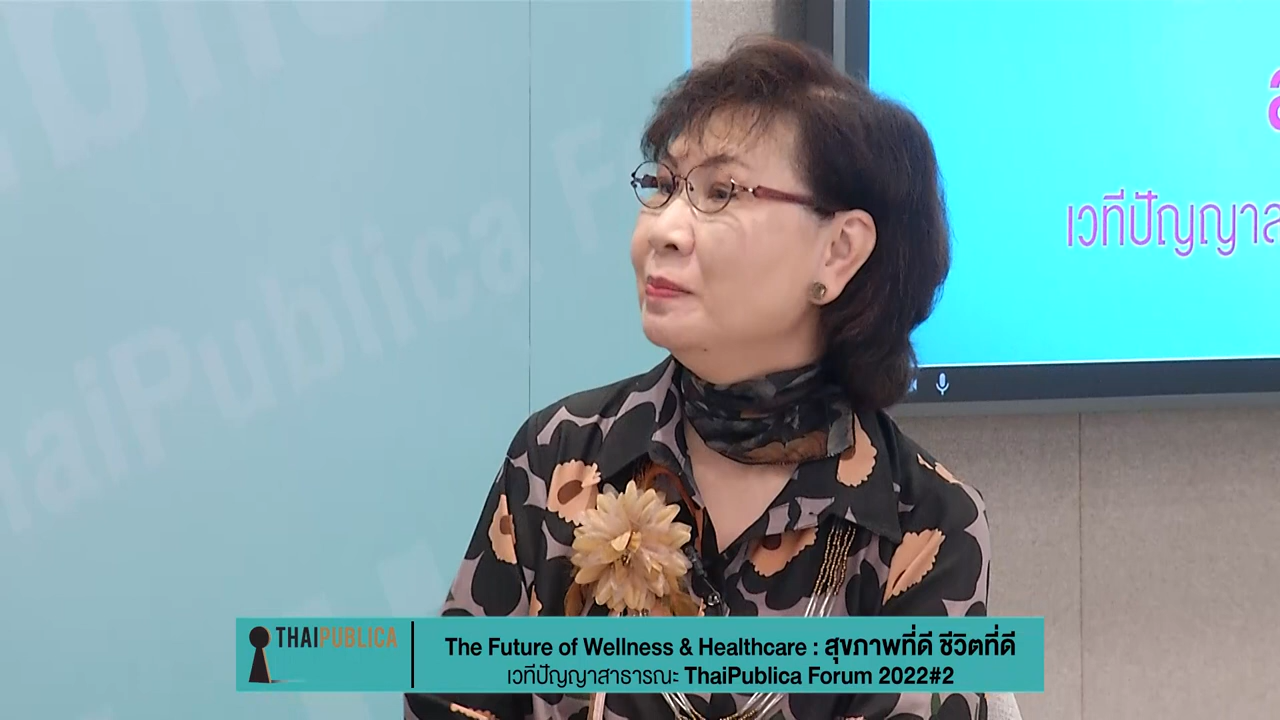 เวทีปัญญาส
ThaiPublica F
THAIPUBLICA
The Future of Wellness & Healthcare : สุขภาพที่ดี ชีวิตที่ดี
เวทีปัญญาสาธารณะ ThaiPublica Forum 2022#2